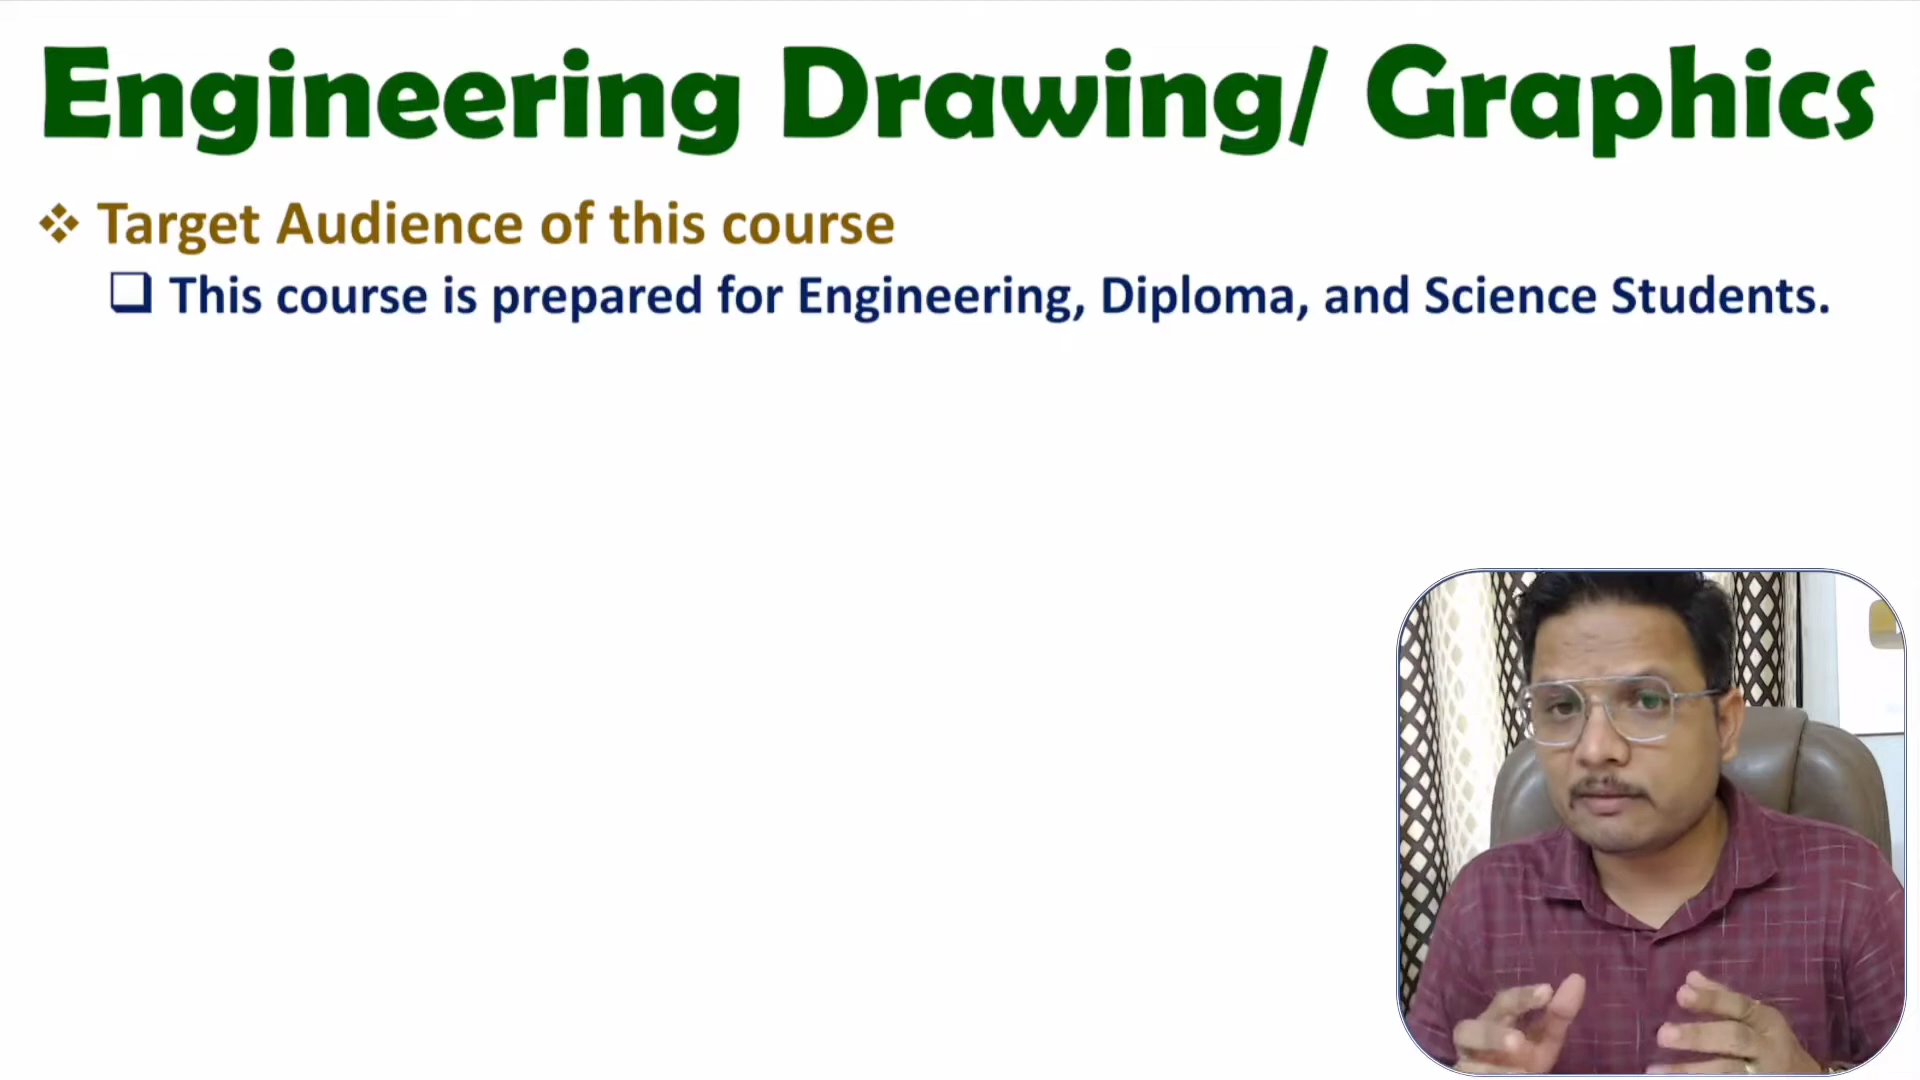 Engineering Drawing/ Graphics
Target Audience of this course
This course is prepared for Engineering, Diploma, and Science Students.